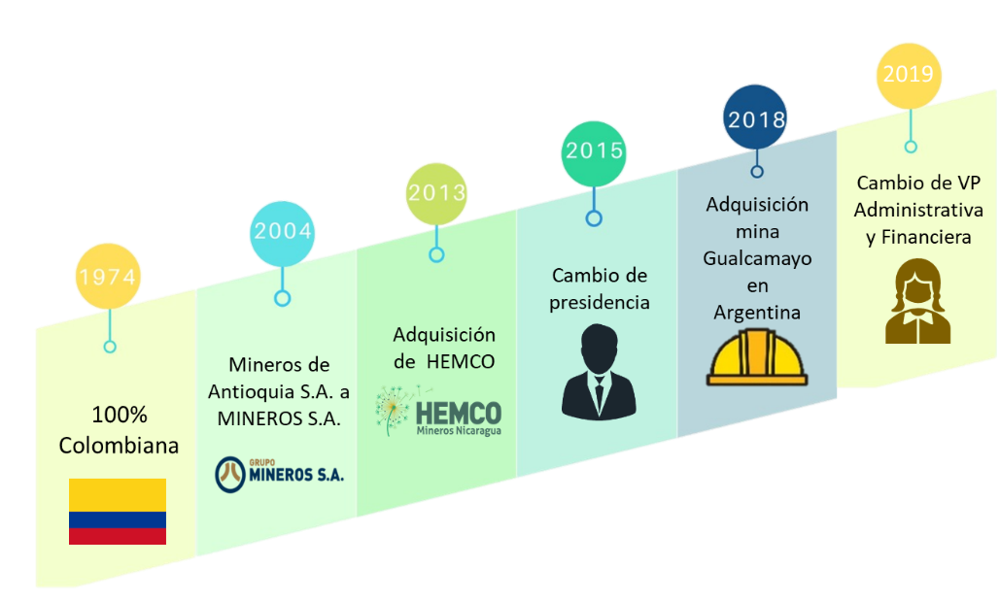 1974
100%
Colombiana
2004
Mineros de
Antioquia S.A. a
MINEROS S.A.
GRUPO
MINEROS S.A.
2013
Adquisición
de HEMCO
HEMCO
Mineros Nicaragua
2015
Cambio de
presidencia
2018
Adquisición
mina
Gualcamayo
en
Argentina
2019
Cambio de VP
Administrativa
y Financiera